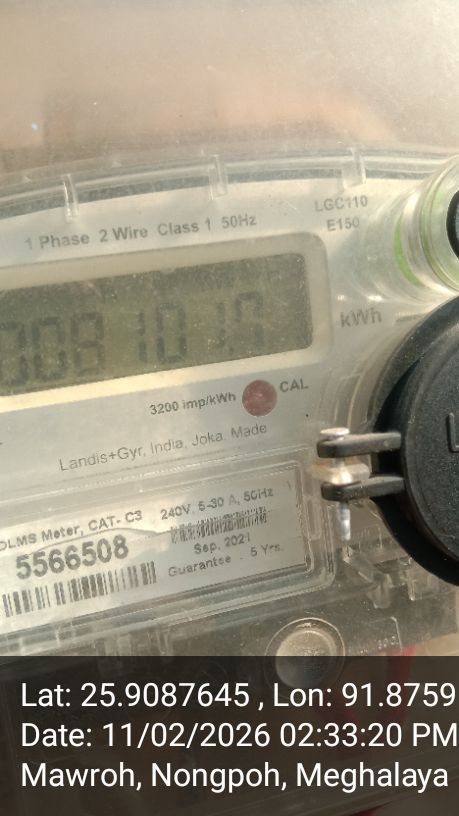 LGC110
E150
1 Phase 2 Wire Class 1 50Hz
kWh
3200 imp/kWh CAL
Landis+Gyr, India, Joka, Made
DLMS Meter, CAT- C3 240V, 5-30 A, 50Hz
5566508
Sep. 2021
Guarantee - 5 Yrs.
Lat: 25.9087645 , Lon: 91.8759
Date: 11/02/2026 02:33:20 PM
Mawroh, Nongpoh, Meghalaya